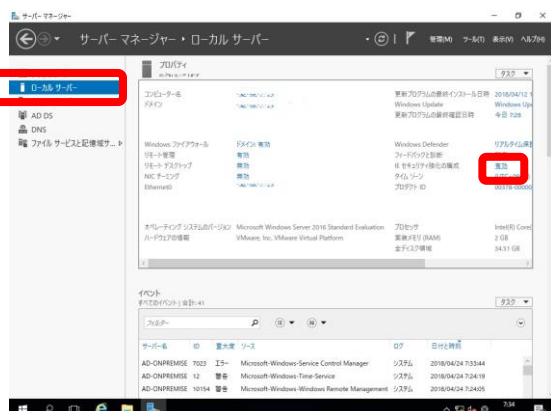 サーバー マネージャー
サーバー マネージャー ・ ローカル サーバー
管理(M) ツール(T) 表示(V) ヘルプ(H)
プロパティ
タスク
ローカル サーバー
AD DS
DNS
ファイル サービスと記憶域サ...
コンピューター名
ドメイン
更新プログラムの最終インストール日時 2018/04/12 1
Windows Update Windows Up
更新プログラムの最終確認日時 今日 7:28
Windows ファイアウォール ドメイン: 有効
リモート管理 有効
リモート デスクトップ 無効
NIC チーミング 無効
Ethernet0
Windows Defender リアルタイム保
フィードバックと診断
IE セキュリティ強化の構成 有効
タイム ゾーン
プロダクト ID 00378-00000
オペレーティング システムのバージョン Microsoft Windows Server 2016 Standard Evaluation
ハードウェアの情報 VMware, Inc. VMware Virtual Platform
プロセッサ Intel(R) Core
実装メモリ (RAM) 2 GB
全ディスク領域 34.51 GB
イベント
すべてのイベント | 合計: 41
タスク
フィルター
サーバー名 ID 重大度 ソース ログ 日付と時刻
AD-ONPREMISE 7023 エラー Microsoft-Windows-Service Control Manager システム 2018/04/24 7:33:44
AD-ONPREMISE 12 警告 Microsoft-Windows-Time-Service システム 2018/04/24 7:24:19
AD-ONPREMISE 10154 警告 Microsoft-Windows-Windows Remote Management システム 2018/04/24 7:24:05
7:34